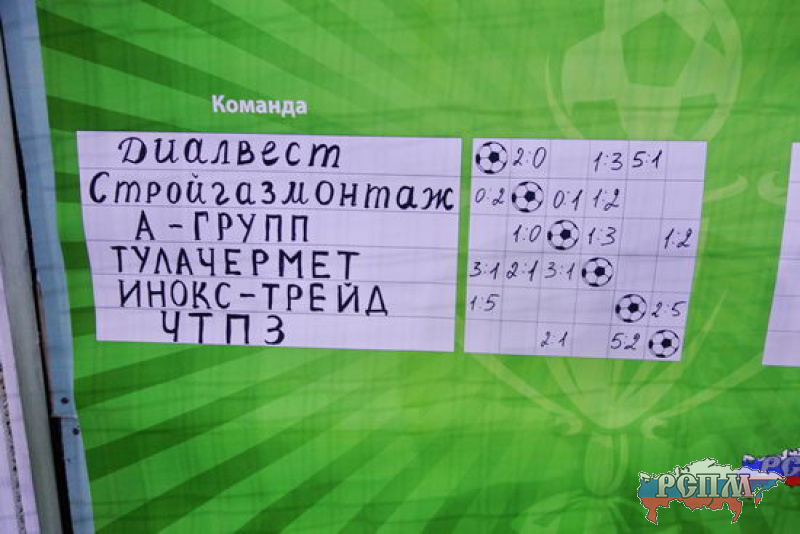 Команда
Диалвест 2:0 1:3 5:1
Стройгазмонтаж 0:2 0:1 1:2
А-ГРУПП 1:0 1:3 1:2
ТУЛАЧЕРМЕТ 3:1 2:1 3:1
ИНОКС-ТРЕЙД 1:5 2:5
ЧТПЗ 2:1 5:2
РСПМ